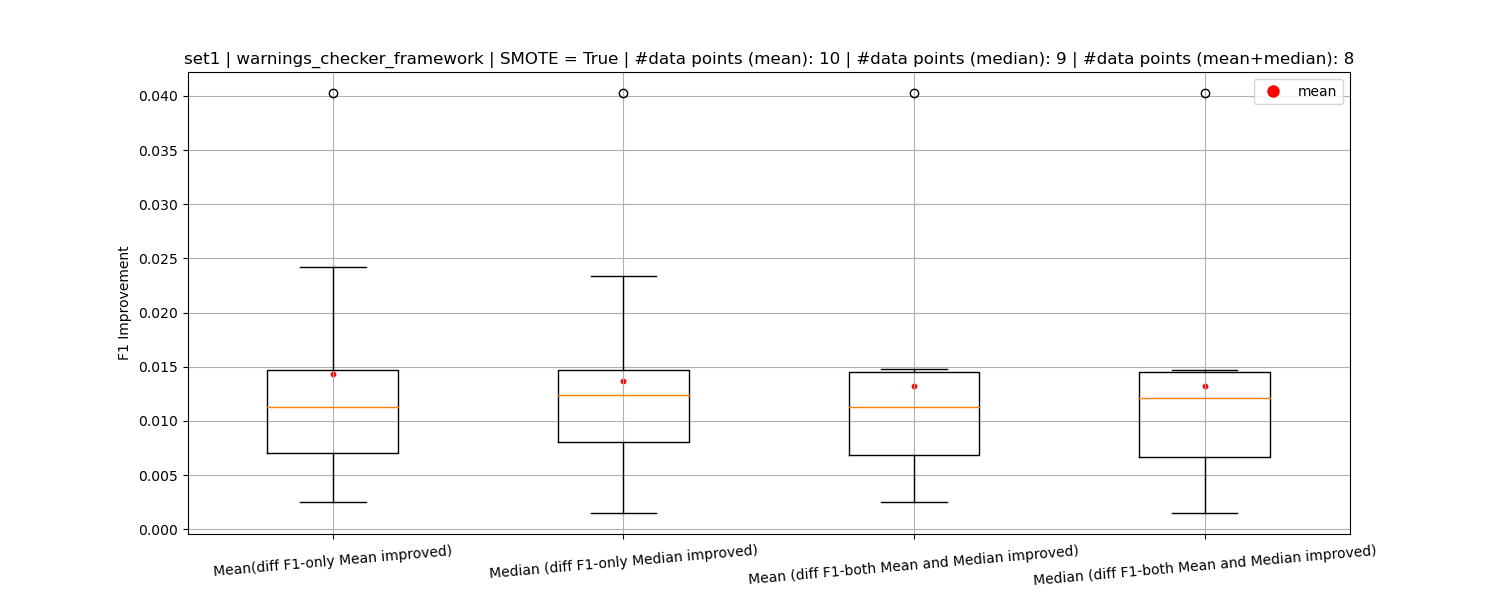 set1 | warnings_checker_framework | SMOTE = True | #data points (mean): 10 | #data points (median): 9 | #data points (mean+median): 8
mean
F1 Improvement
0.040
0.035
0.030
0.025
0.020
0.015
0.010
0.005
0.000
Mean(diff F1-only Mean improved)
Median (diff F1-only Median improved)
Mean (diff F1-both Mean and Median improved)
Median (diff F1-both Mean and Median improved)